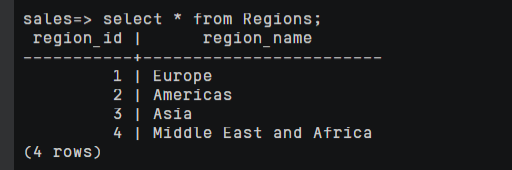 sales=> select * from Regions;
 region_id |      region_name
-----------+------------------------
         1 | Europe
         2 | Americas
         3 | Asia
         4 | Middle East and Africa
(4 rows)